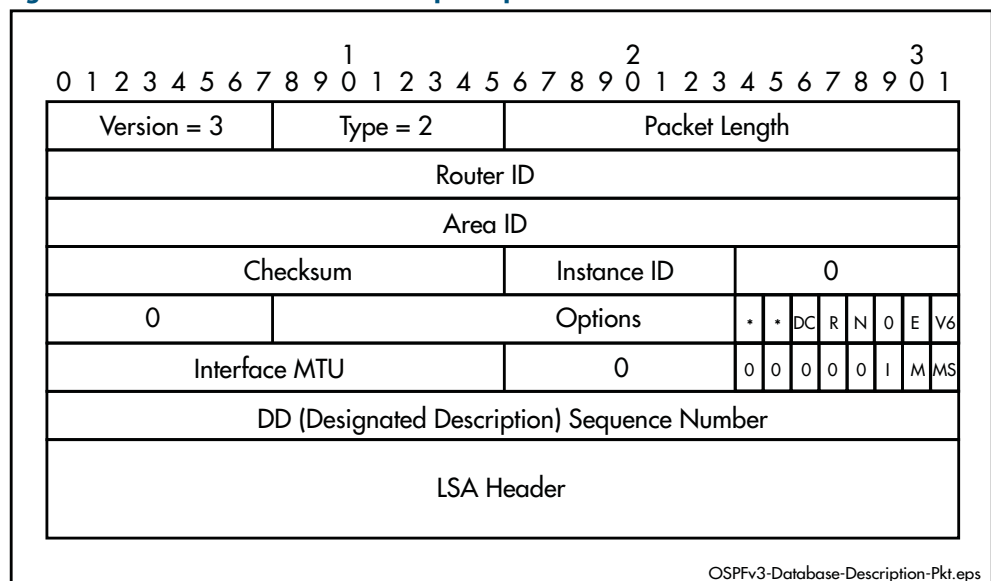 1 2 3
0 1 2 3 4 5 6 7 8 9 0 1 2 3 4 5 6 7 8 9 0 1 2 3 4 5 6 7 8 9 0 1
Version = 3 Type = 2 Packet Length
Router ID
Area ID
Checksum Instance ID 0
0 Options * * DC R N 0 E V6
Interface MTU 0 0 0 0 0 0 I M MS
DD (Designated Description) Sequence Number
LSA Header
OSPFv3-Database-Description-Pkt.eps